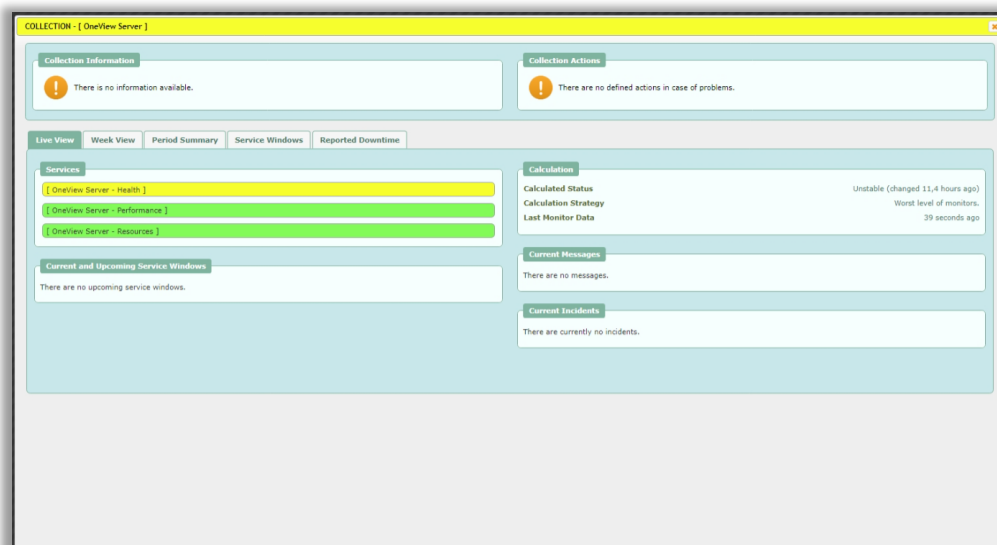 COLLECTION - [ OneView Server ]
Collection Information
There is no information available.
Collection Actions
There are no defined actions in case of problems.
Live View
Week View
Period Summary
Service Windows
Reported Downtime
Services
[ OneView Server - Health ]
[ OneView Server - Performance ]
[ OneView Server - Resources ]
Current and Upcoming Service Windows
There are no upcoming service windows.
Calculation
Calculated Status Unstable (changed 11,4 hours ago)
Calculation Strategy Worst level of monitors.
Last Monitor Data 39 seconds ago
Current Messages
There are no messages.
Current Incidents
There are currently no incidents.